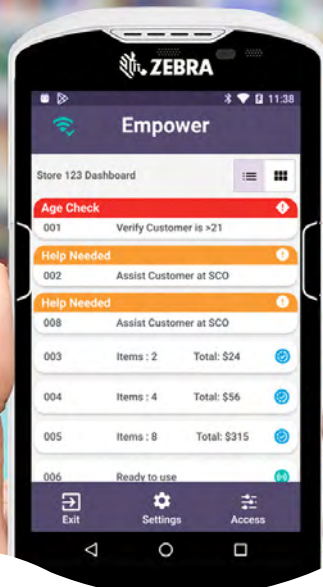 ZEBRA
11:38
Empower
Store 123 Dashboard
Age Check
001 Verify Customer is >21
Help Needed
002 Assist Customer at SCO
Help Needed
008 Assist Customer at SCO
003 Items : 2 Total: $24
004 Items : 4 Total: $56
005 Items : 8 Total: $315
006 Ready to use
Exit Settings Access